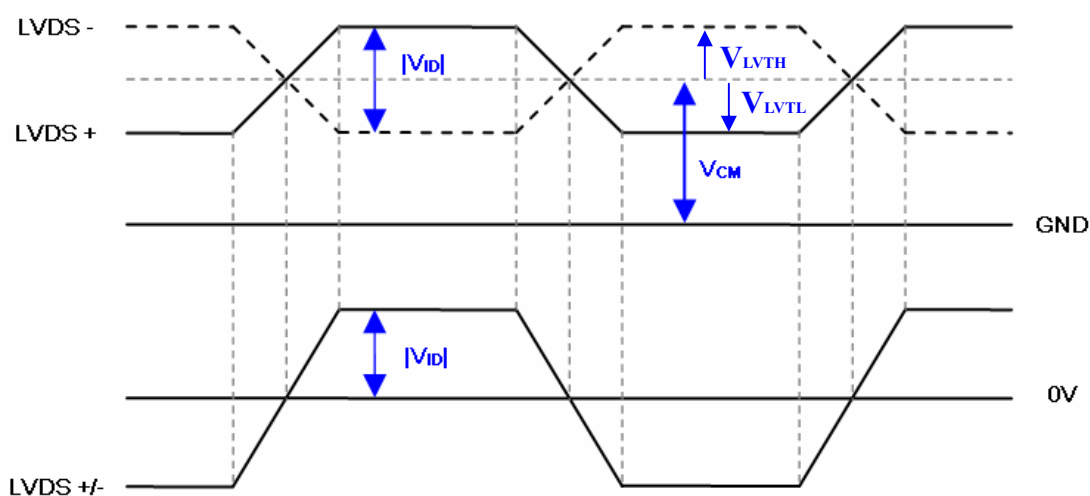 LVDS -
|VID|
VLVTH
VLVTL
LVDS +
VCM
GND
|VID|
0V
LVDS +/-